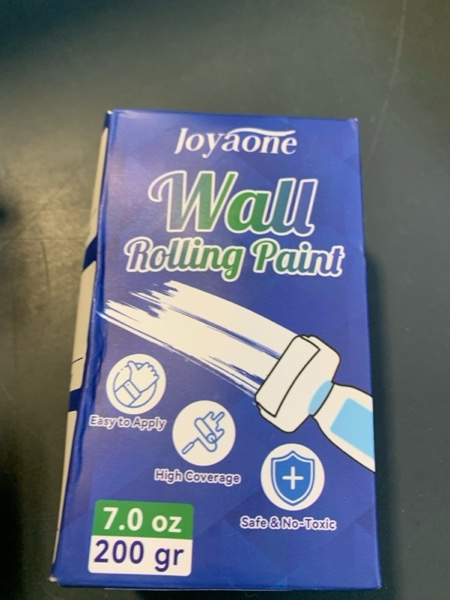 Joyaone
Wall
Rolling Paint
Easy to Apply
High Coverage
Safe & No-Toxic
7.0 oz
200 gr